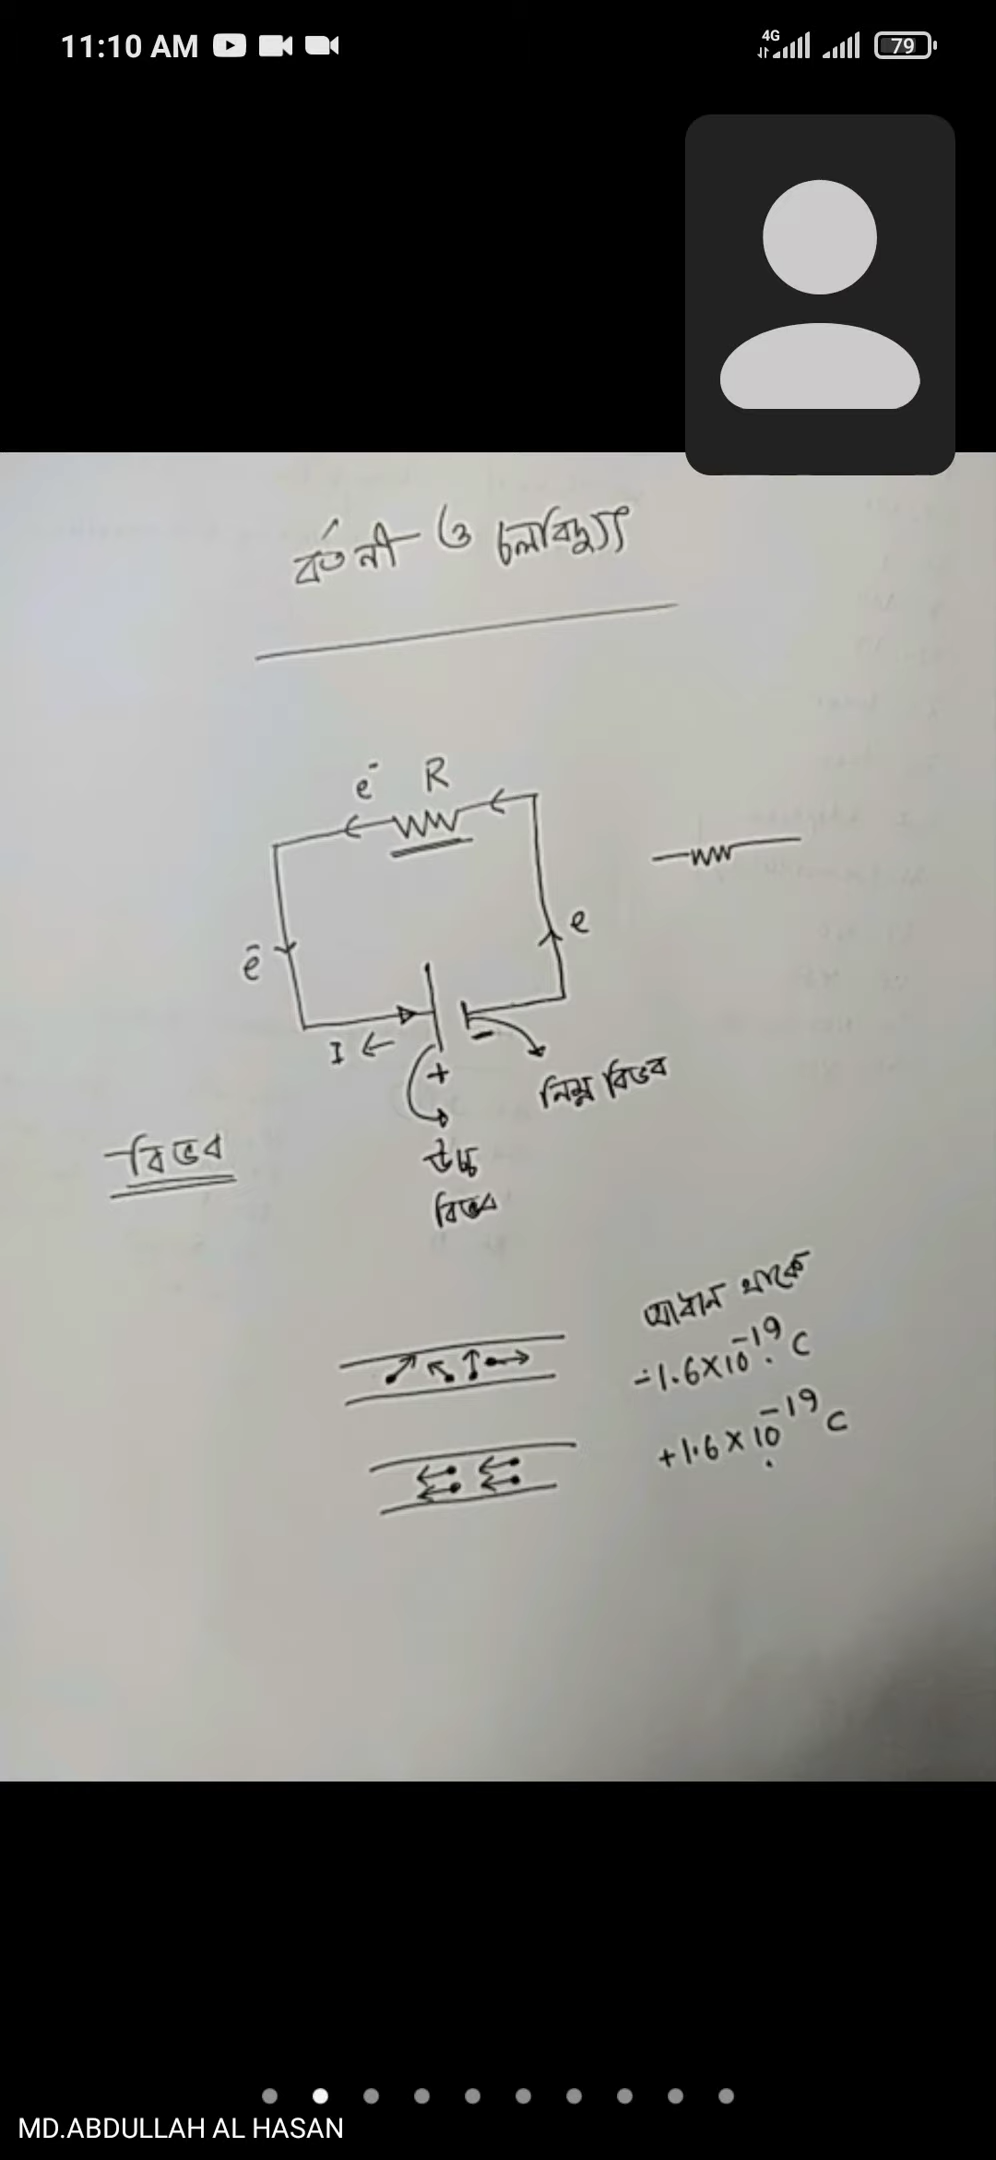 11:10 AM
4G
79
বর্তনী ও চলবিদ্যুৎ
e⁻ R
e
e⁻
I ←
+
-
নিম্ন বিভব
উচ্চ
বিভব
বিভব
আধান থাকে
-1.6×10⁻¹⁹ C
+1.6×10⁻¹⁹ C
MD.ABDULLAH AL HASAN